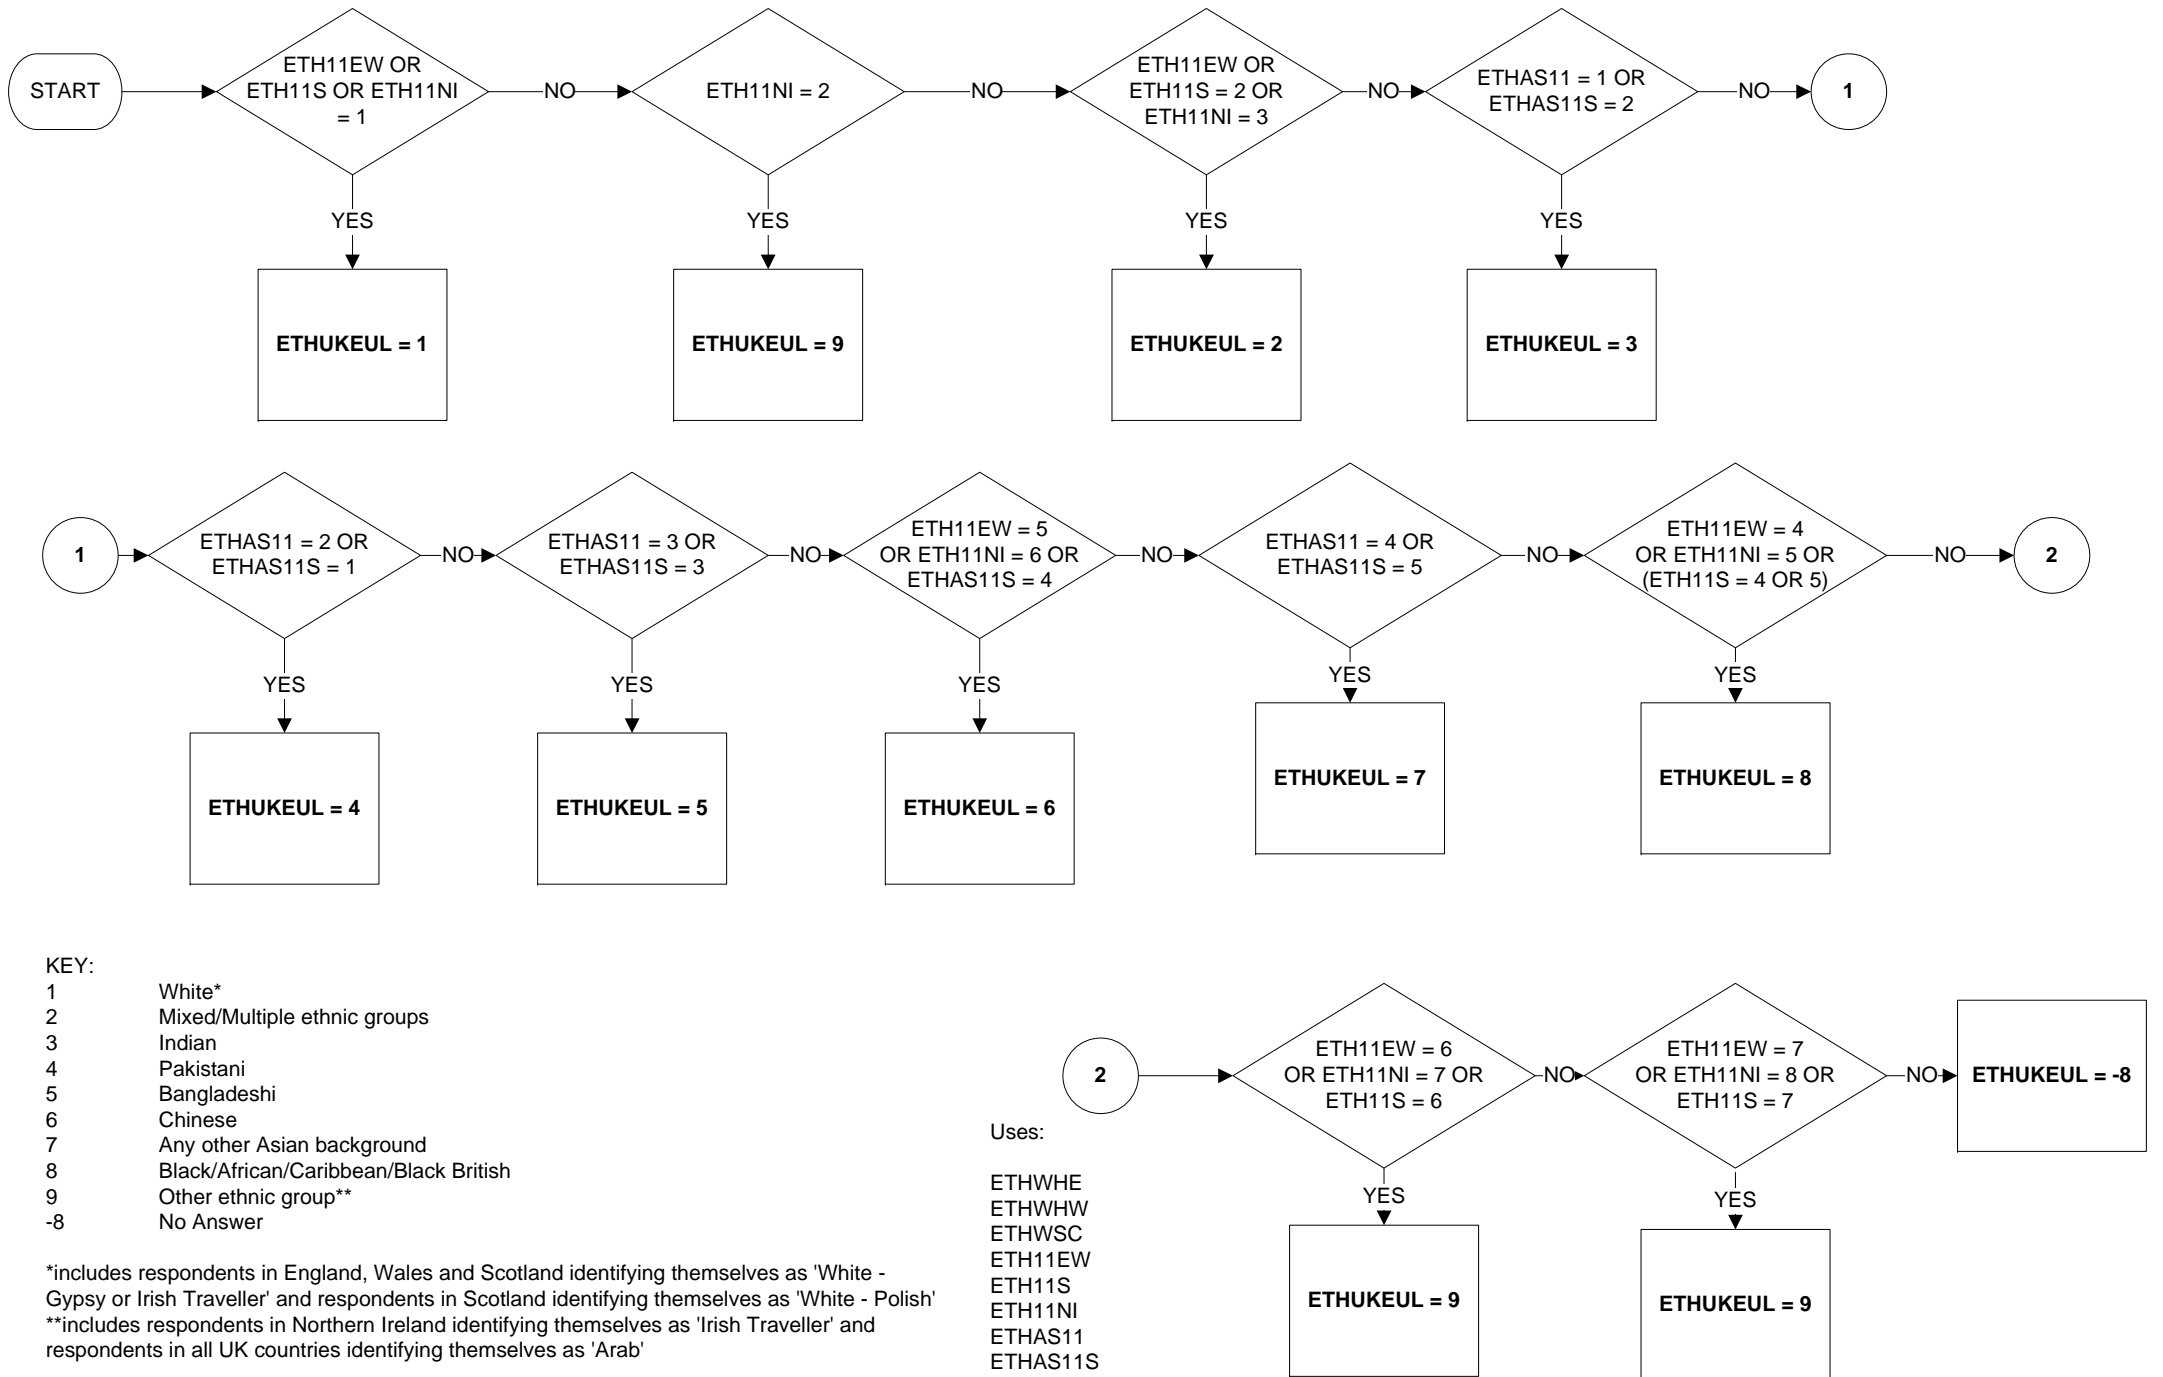 START
ETH11EW OR
ETH11S OR ETH11NI
= 1
NO
ETH11NI = 2
NO
ETH11EW OR
ETH11S = 2 OR
ETH11NI = 3
NO
ETHAS11 = 1 OR
ETHAS11S = 2
NO
1
YES
YES
YES
YES
ETHUKEUL = 1
ETHUKEUL = 9
ETHUKEUL = 2
ETHUKEUL = 3
1
ETHAS11 = 2 OR
ETHAS11S = 1
NO
ETHAS11 = 3 OR
ETHAS11S = 3
NO
ETH11EW = 5
OR ETH11NI = 6 OR
ETHAS11S = 4
NO
ETHAS11 = 4 OR
ETHAS11S = 5
NO
ETH11EW = 4
OR ETH11NI = 5 OR
(ETH11S = 4 OR 5)
NO
2
YES
YES
YES
YES
YES
ETHUKEUL = 4
ETHUKEUL = 5
ETHUKEUL = 6
ETHUKEUL = 7
ETHUKEUL = 8
KEY:
1 White*
2 Mixed/Multiple ethnic groups
3 Indian
4 Pakistani
5 Bangladeshi
6 Chinese
7 Any other Asian background
8 Black/African/Caribbean/Black British
9 Other ethnic group**
-8 No Answer
*includes respondents in England, Wales and Scotland identifying themselves as 'White -
Gypsy or Irish Traveller' and respondents in Scotland identifying themselves as 'White - Polish'
**includes respondents in Northern Ireland identifying themselves as 'Irish Traveller' and
respondents in all UK countries identifying themselves as 'Arab'
Uses:
ETHWHE
ETHWHW
ETHWSC
ETH11EW
ETH11S
ETH11NI
ETHAS11
ETHAS11S
2
ETH11EW = 6
OR ETH11NI = 7 OR
ETH11S = 6
NO
ETH11EW = 7
OR ETH11NI = 8 OR
ETH11S = 7
NO
ETHUKEUL = -8
YES
YES
ETHUKEUL = 9
ETHUKEUL = 9